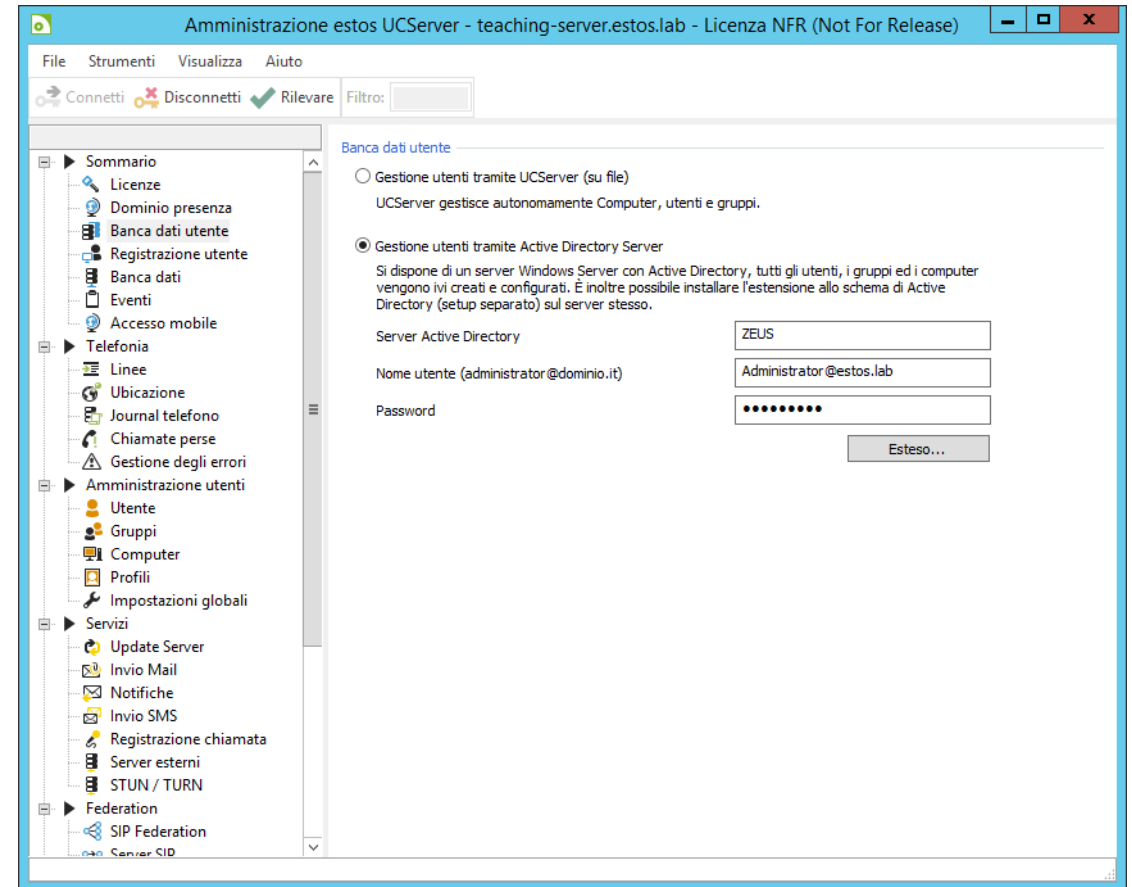 Amministrazione estos UCServer - teaching-server.estos.lab - Licenza NFR (Not For Release)
File Strumenti Visualizza Aiuto
Connetti Disconnetti Rilevare Filtro:
Sommario
Licenze
Dominio presenza
Banca dati utente
Registrazione utente
Banca dati
Eventi
Accesso mobile
Telefonia
Linee
Ubicazione
Journal telefono
Chiamate perse
Gestione degli errori
Amministrazione utenti
Utente
Gruppi
Computer
Profili
Impostazioni globali
Servizi
Update Server
Invio Mail
Notifiche
Invio SMS
Registrazione chiamata
Server esterni
STUN / TURN
Federation
SIP Federation
Server SIP
Banca dati utente
Gestione utenti tramite UCServer (su file)
UCServer gestisce autonomamente Computer, utenti e gruppi.
Gestione utenti tramite Active Directory Server
Si dispone di un server Windows Server con Active Directory, tutti gli utenti, i gruppi ed i computer
vengono ivi creati e configurati. È inoltre possibile installare l'estensione allo schema di Active
Directory (setup separato) sul server stesso.
Server Active Directory ZEUS
Nome utente (administrator@dominio.it) Administrator@estos.lab
Password •••••••••
Esteso...